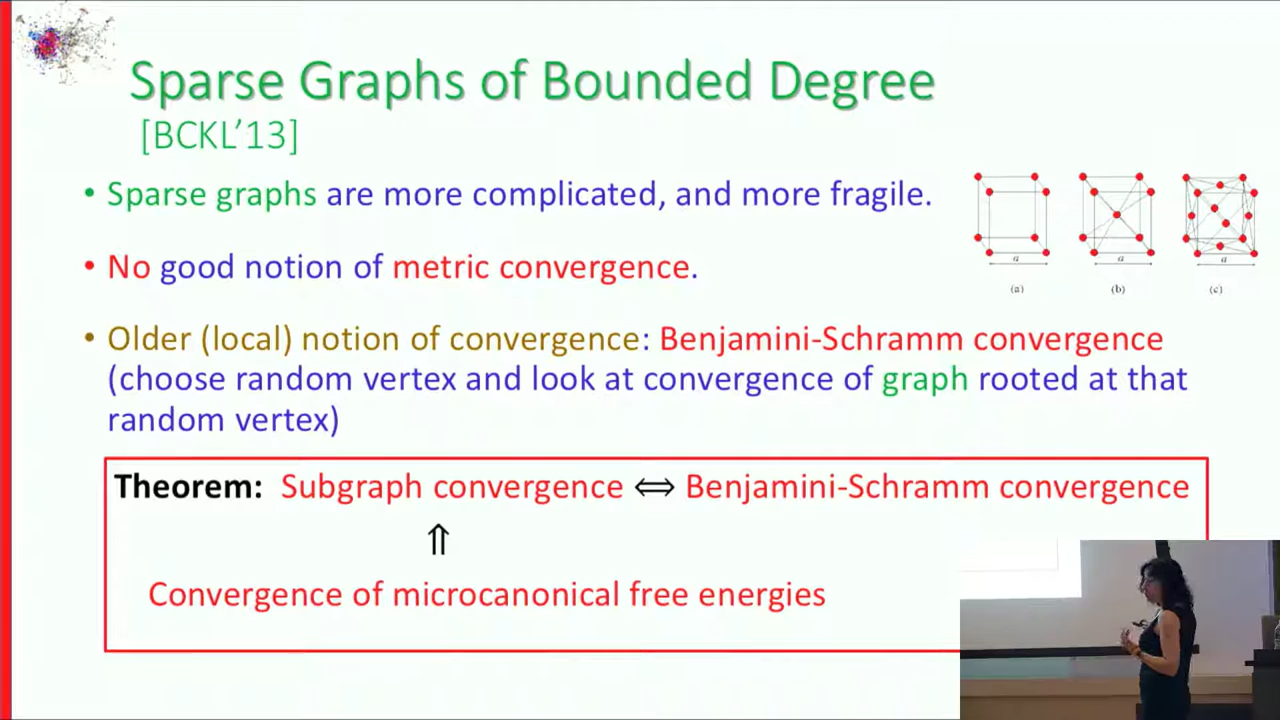 Sparse Graphs of Bounded Degree
[BCKL’13]
• Sparse graphs are more complicated, and more fragile.
• No good notion of metric convergence.
a a a
(a) (b) (c)
• Older (local) notion of convergence: Benjamini-Schramm convergence
(choose random vertex and look at convergence of graph rooted at that
random vertex)
Theorem: Subgraph convergence ⟺ Benjamini-Schramm convergence
⇑
Convergence of microcanonical free energies